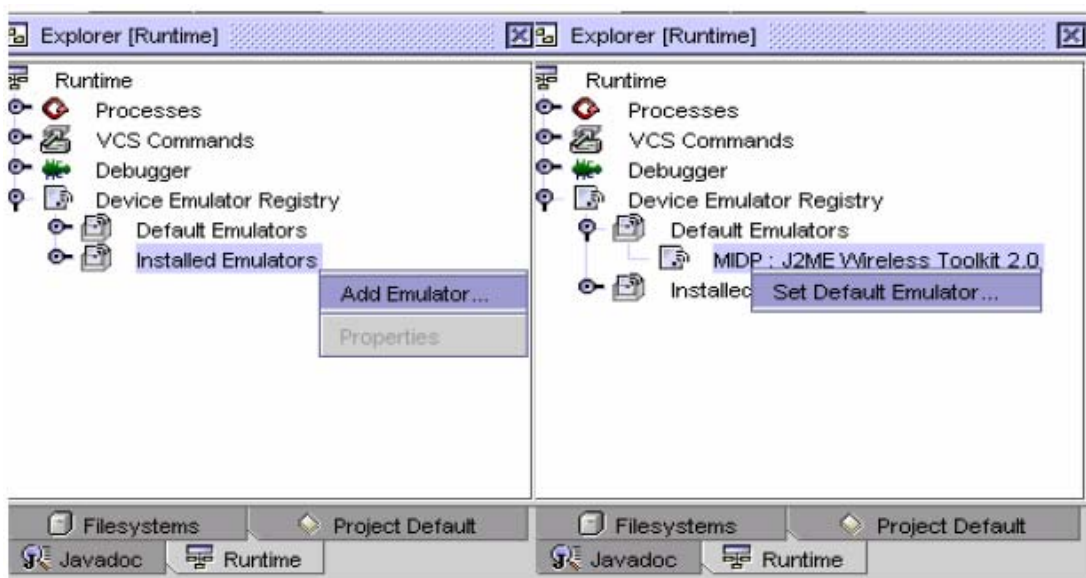 Explorer [Runtime]
Runtime
Processes
VCS Commands
Debugger
Device Emulator Registry
Default Emulators
Installed Emulators
Add Emulator...
Properties
Filesystems
Project Default
Javadoc
Runtime
Explorer [Runtime]
Runtime
Processes
VCS Commands
Debugger
Device Emulator Registry
Default Emulators
MIDP : J2ME Wireless Toolkit 2.0
Installed
Set Default Emulator...
Filesystems
Project Default
Javadoc
Runtime